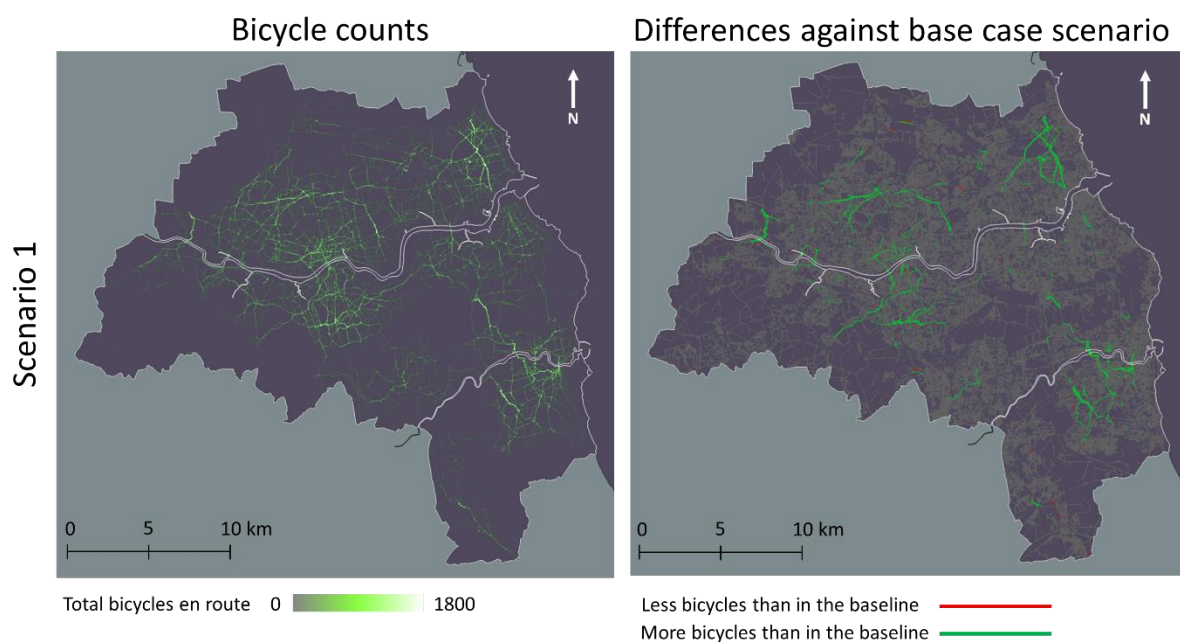 Bicycle counts
Differences against base case scenario
Scenario 1
N
N
0 5 10 km
0 5 10 km
Total bicycles en route 0 1800
Less bicycles than in the baseline
More bicycles than in the baseline